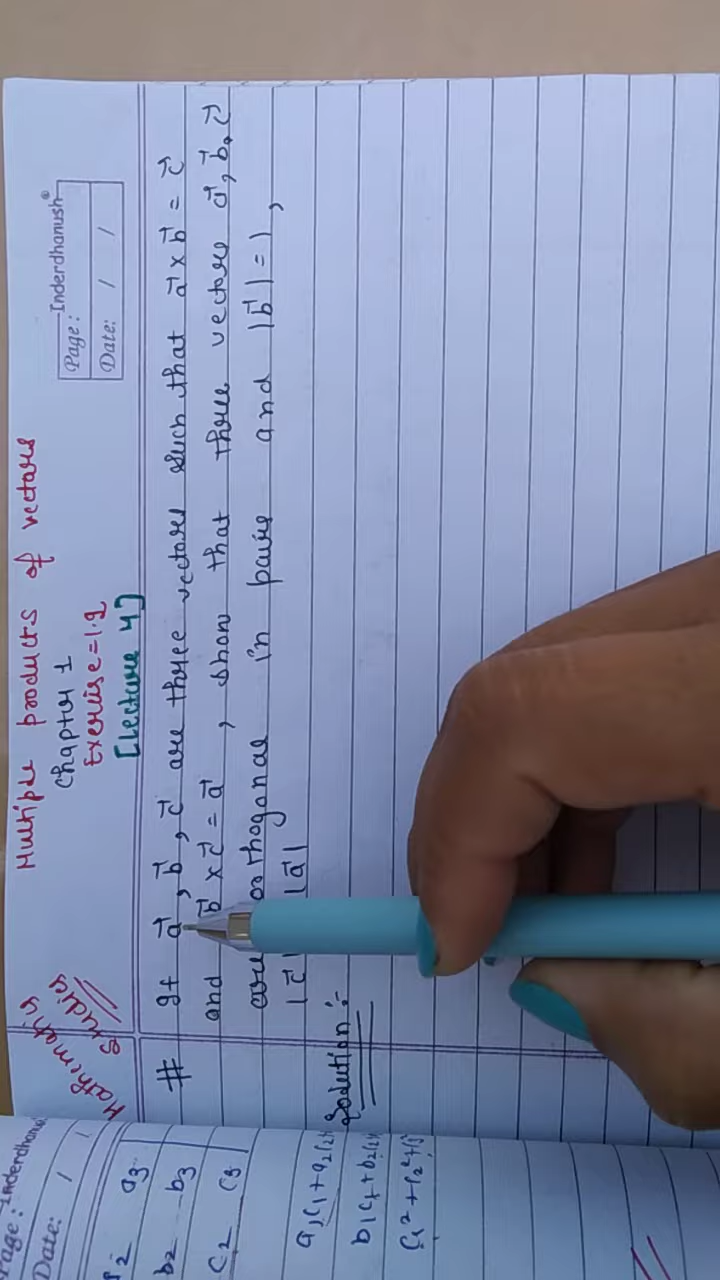 Multiple products of vectors
Chapter 1
Exercise=1.2
[Lecture 4]
Mathematics
Studies
Inderdhanush®
Page:
Date: / /
# If a⃗, b⃗, c⃗ are three vectors such that a⃗ × b⃗ = c⃗
and b⃗ × c⃗ = a⃗, show that three vectors a⃗, b⃗, c⃗
are orthogonal in pairs and |b⃗| = 1,
|c⃗| |a⃗|
Solution:-
Inderdhanu
Page:
Date: / /
a3
b2 b3
c2 c3